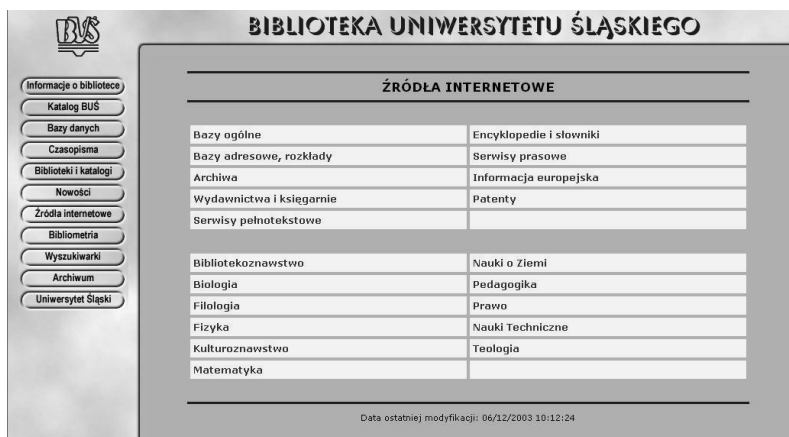 BUŚ
BIBLIOTEKA UNIWERSYTETU ŚLĄSKIEGO
Informacje o bibliotece
Katalog BUŚ
Bazy danych
Czasopisma
Biblioteki i katalogi
Nowości
Źródła internetowe
Bibliometria
Wyszukiwarki
Archiwum
Uniwersytet Śląski
ŹRÓDŁA INTERNETOWE
Bazy ogólne
Encyklopedie i słowniki
Bazy adresowe, rozkłady
Serwisy prasowe
Archiwa
Informacja europejska
Wydawnictwa i księgarnie
Patenty
Serwisy pełnotekstowe
Bibliotekoznawstwo
Nauki o Ziemi
Biologia
Pedagogika
Filologia
Prawo
Fizyka
Nauki Techniczne
Kulturoznawstwo
Teologia
Matematyka
Data ostatniej modyfikacji: 06/12/2003 10:12:24